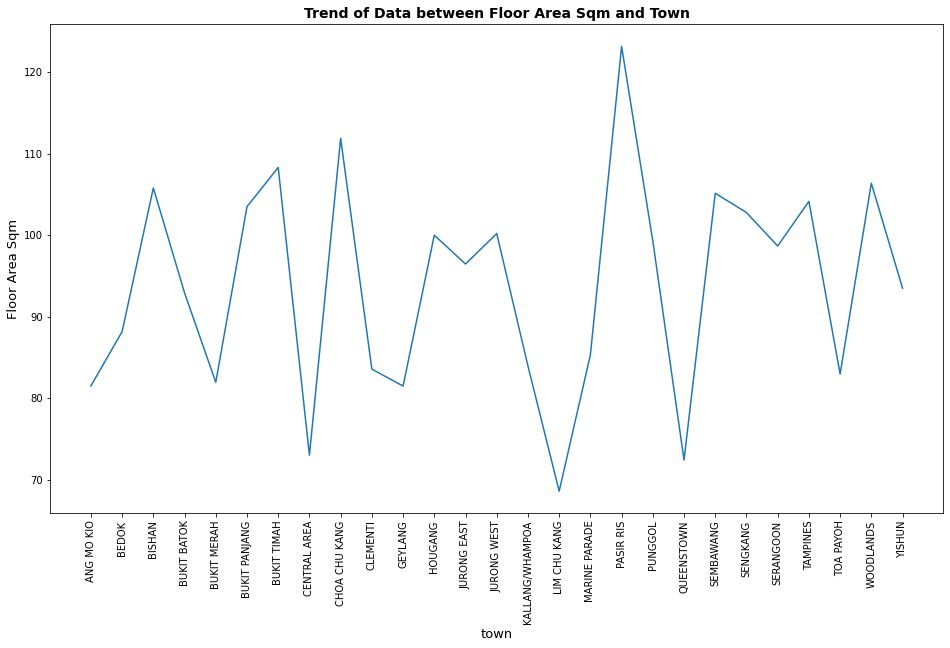 Trend of Data between Floor Area Sqm and Town
Floor Area Sqm
120
110
100
90
80
70
ANG MO KIO
BEDOK
BISHAN
BUKIT BATOK
BUKIT MERAH
BUKIT PANJANG
BUKIT TIMAH
CENTRAL AREA
CHOA CHU KANG
CLEMENTI
GEYLANG
HOUGANG
JURONG EAST
JURONG WEST
KALLANG/WHAMPOA
LIM CHU KANG
MARINE PARADE
PASIR RIS
PUNGGOL
QUEENSTOWN
SEMBAWANG
SENGKANG
SERANGOON
TAMPINES
TOA PAYOH
WOODLANDS
YISHUN
town